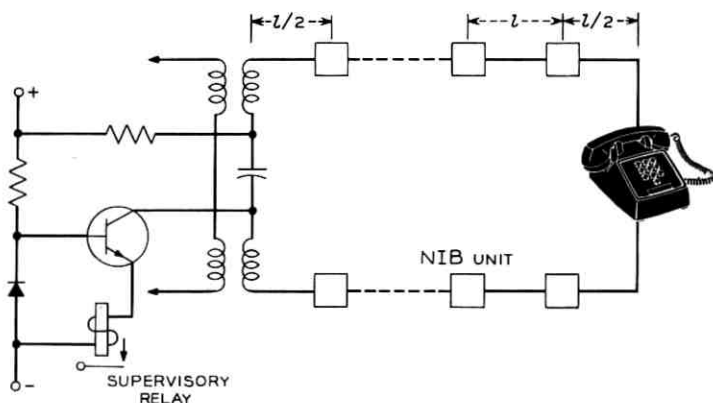 l/2
l
l/2
+
NIB UNIT
-
SUPERVISORY
RELAY